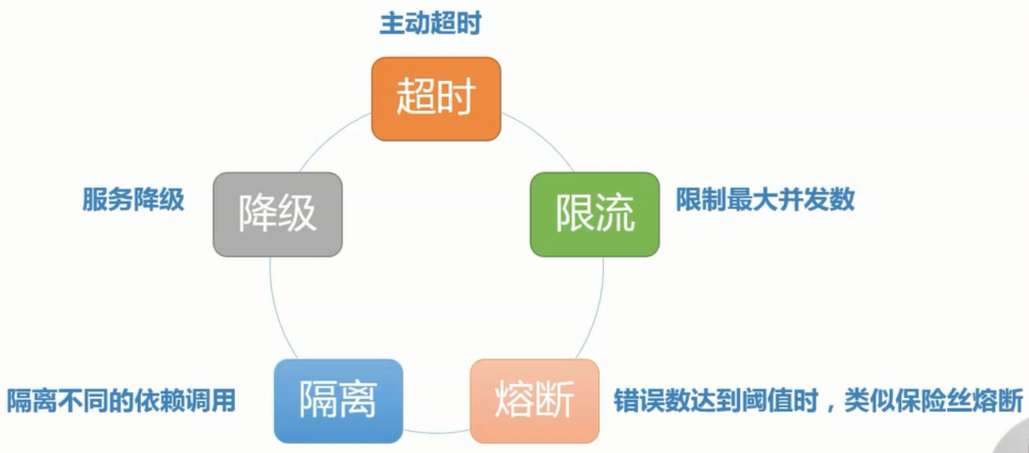 主动超时
超时
服务降级
降级
限流
限制最大并发数
隔离不同的依赖调用
隔离
熔断
错误数达到阈值时，类似保险丝熔断